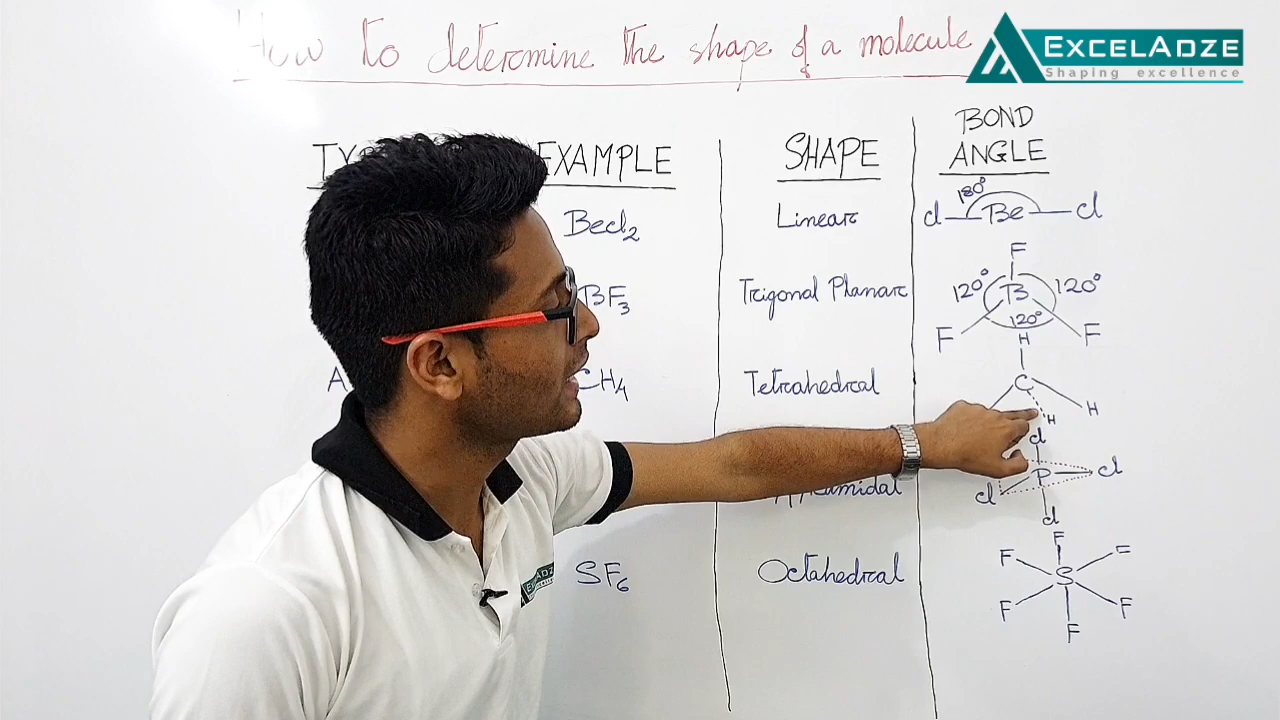 How to determine the shape of a molecule
EXCELADZE
Shaping excellence
EXAMPLE
SHAPE
BOND
ANGLE
Becl2
Linear
180°
cl Be cl
BF3
Trigonal Planar
F
120° B 120°
120°
F F
CH4
Tetrahedral
H
C
H
H
cl
P cl
cl
cl
SF6
Octahedral
F
F F
S
F F
F
EXCELADZE